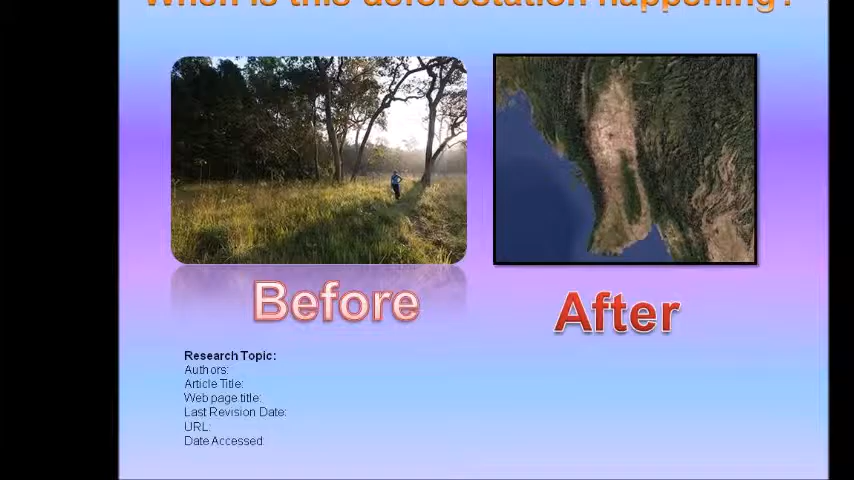 When is this deforestation happening?
Before
After
Research Topic:
Authors:
Article Title:
Web page title:
Last Revision Date:
URL:
Date Accessed: